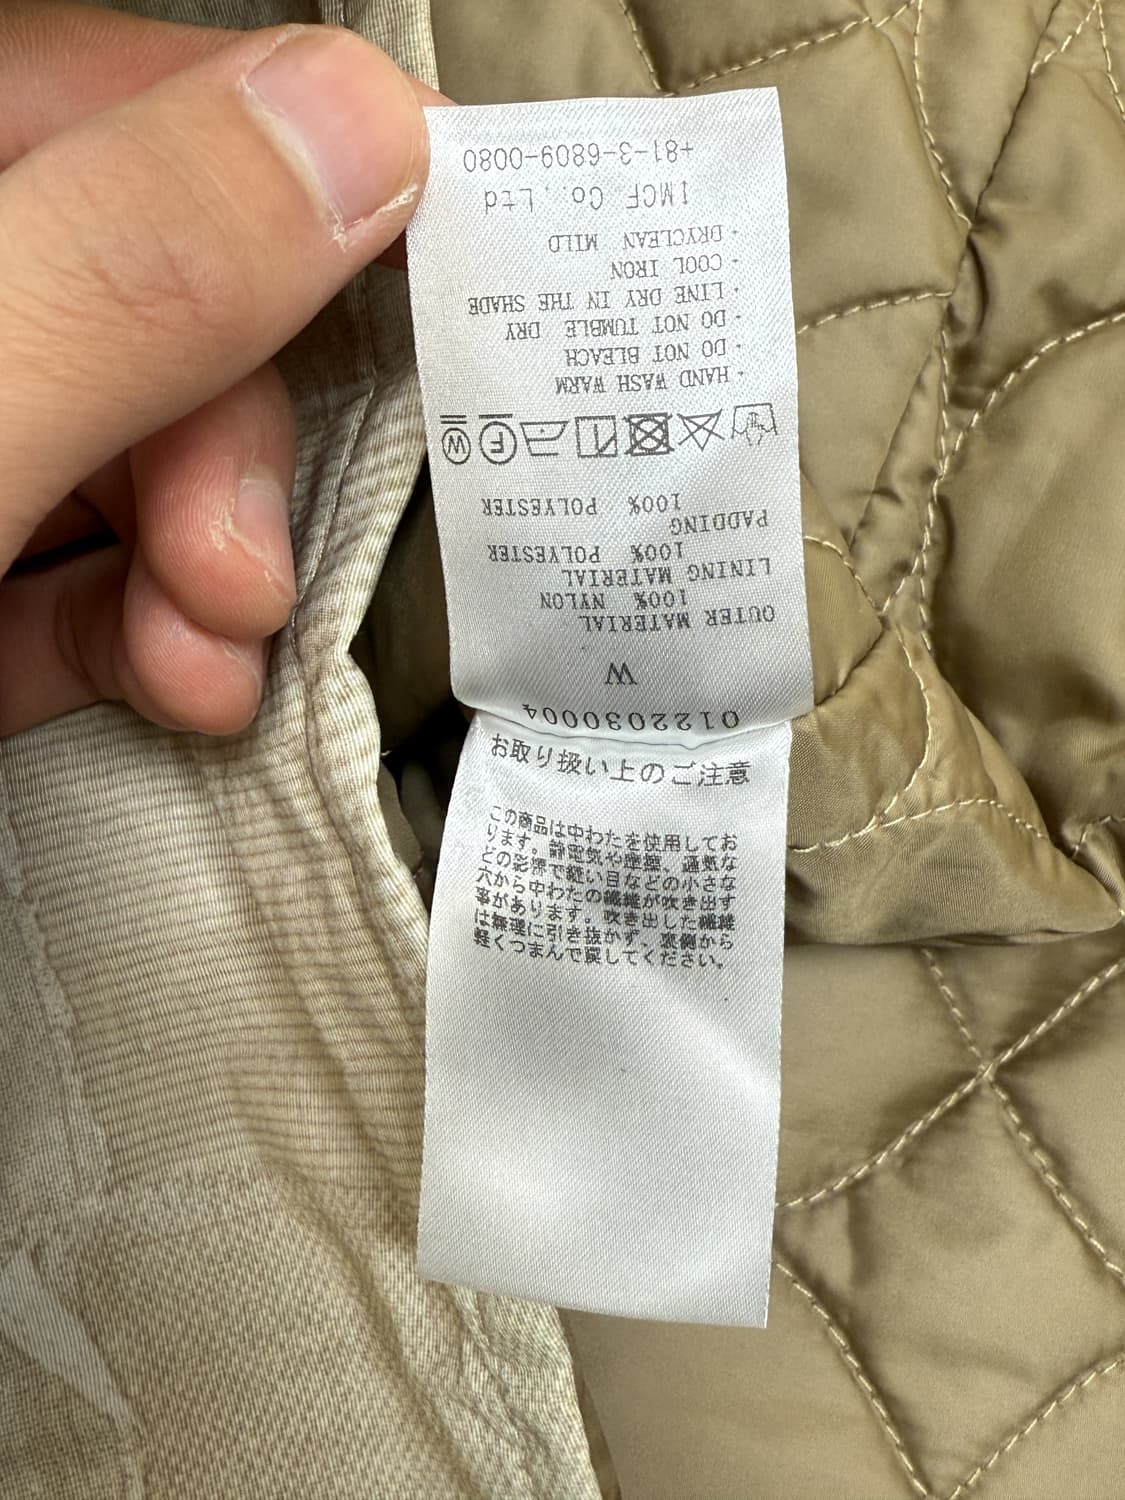 0122030004
M
OUTER MATERIAL
100% NYLON
LINING MATERIAL
100% POLYESTER
PADDING
100% POLYESTER
F W
・HAND WASH WARM
・DO NOT BLEACH
・DO NOT TUMBLE DRY
・LINE DRY IN THE SHADE
・COOL IRON
・DRYCLEAN MILD
IMCF Co., Ltd
+81-3-6809-0080
お取り扱い上のご注意
この商品は中わたを使用してお
ります。静電気や摩擦、通気な
どの影響で縫い目などの小さな
穴から中わたの繊維が吹き出す
事があります。吹き出した繊維
は無理に引き抜かず、裏側から
軽くつまんで戻してください。